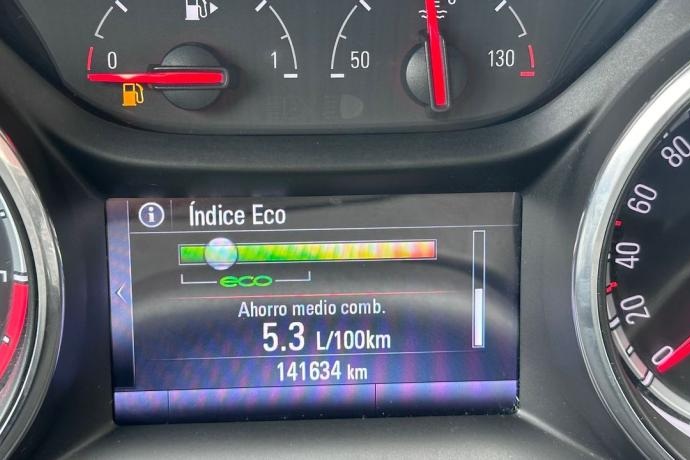 0 1 50 130
Índice Eco
eco
Ahorro medio comb.
5.3 L/100km
141634 km
80
60
40
20
0